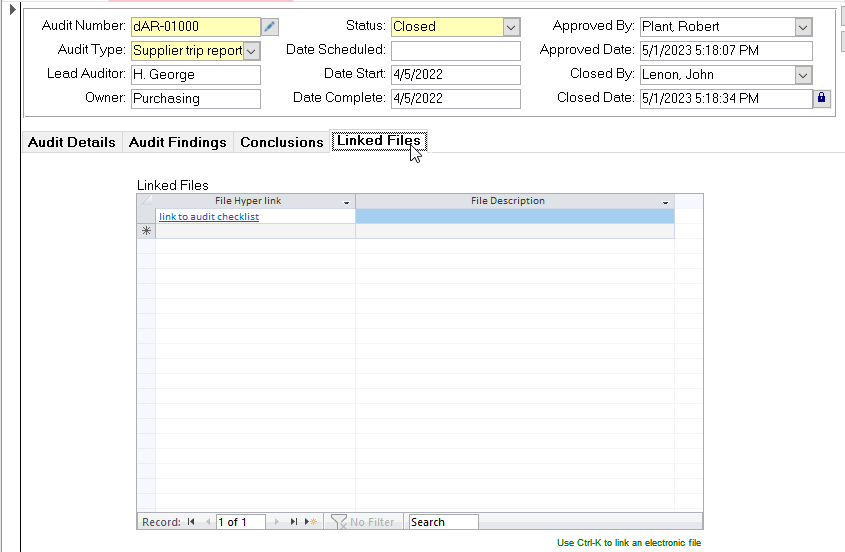 Audit Number: dAR-01000 Status: Closed Approved By: Plant, Robert
Audit Type: Supplier trip report Date Scheduled: Approved Date: 5/1/2023 5:18:07 PM
Lead Auditor: H. George Date Start: 4/5/2022 Closed By: Lenon, John
Owner: Purchasing Date Complete: 4/5/2022 Closed Date: 5/1/2023 5:18:34 PM
Audit Details Audit Findings Conclusions Linked Files
Linked Files
File Hyper link File Description
link to audit checklist
Record: 1 of 1 No Filter Search
Use Ctrl-K to link an electronic file